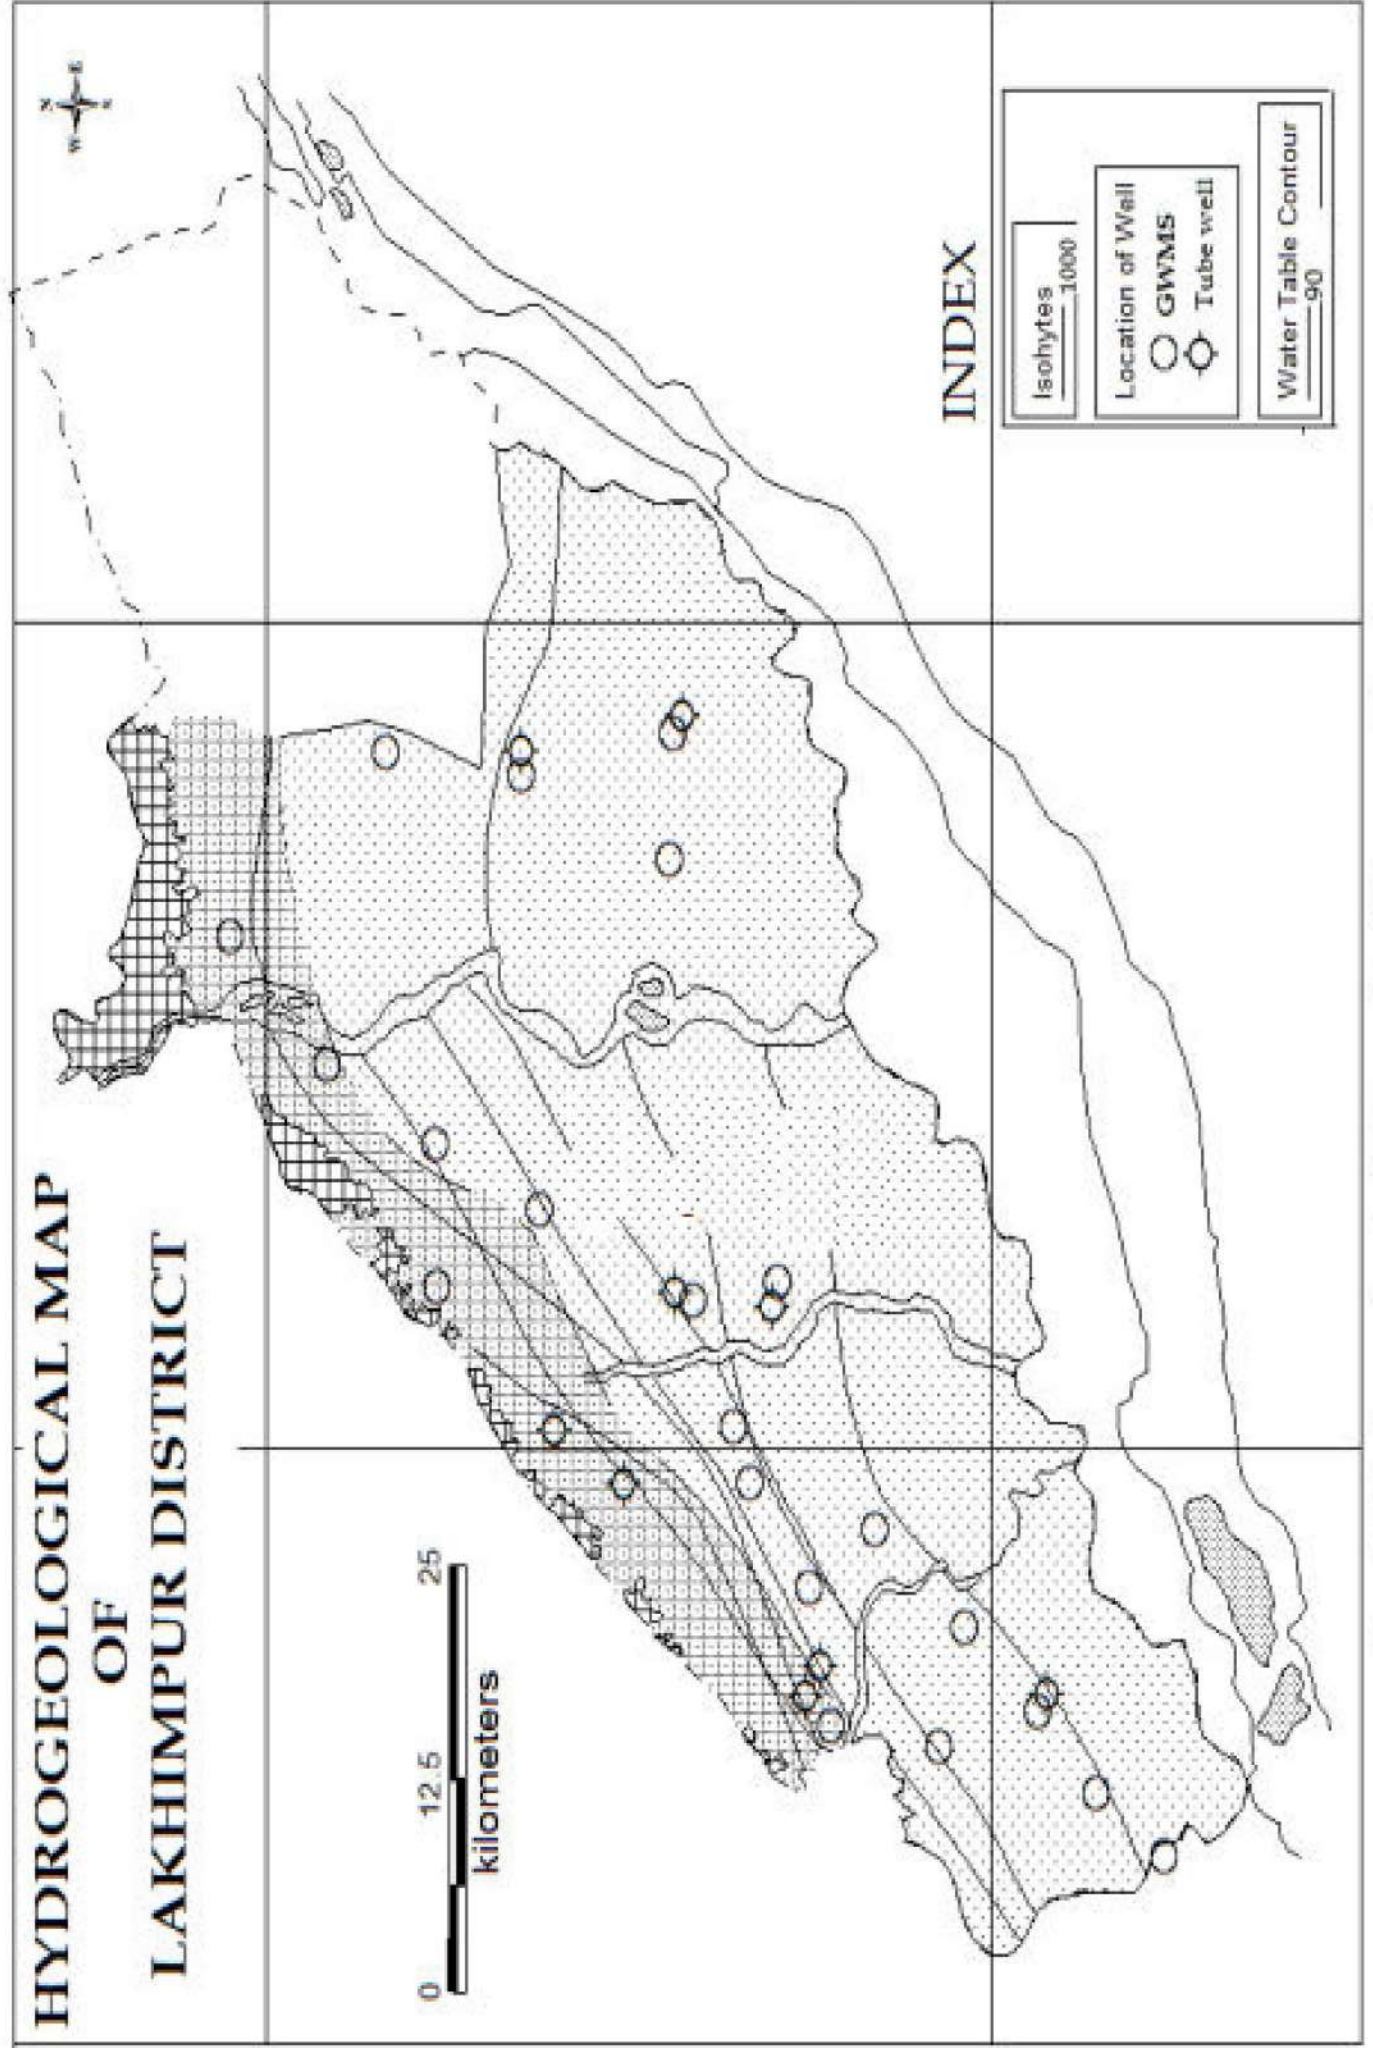 HYDROGEOLOGICAL MAP
OF
LAKHIMPUR DISTRICT
N
W
E
S
0 12.5 25
kilometers
INDEX
Isohytes
1000
Location of Well
GWMS
Tube well
Water Table Contour
90